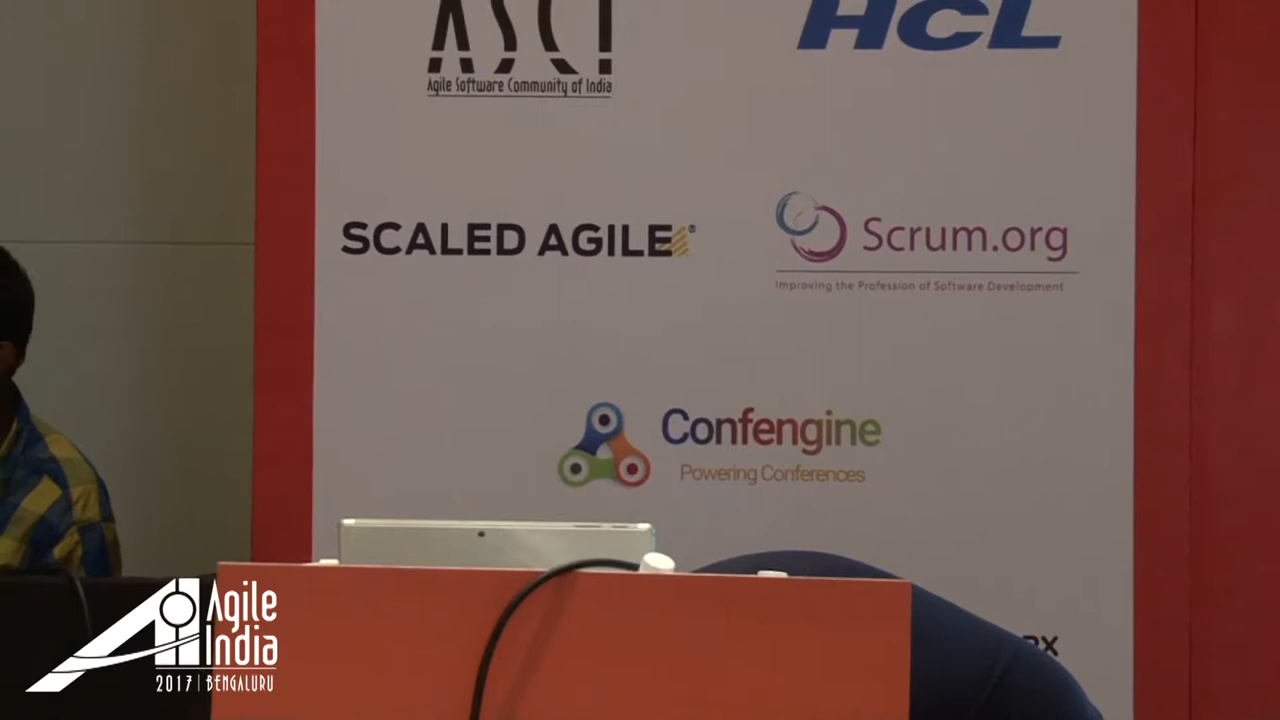 ASCI
Agile Software Community of India
HCL
SCALED AGILE®
Scrum.org
Improving the Profession of Software Development
Confengine
Powering Conferences
Agile
India
2017 | BENGALURU